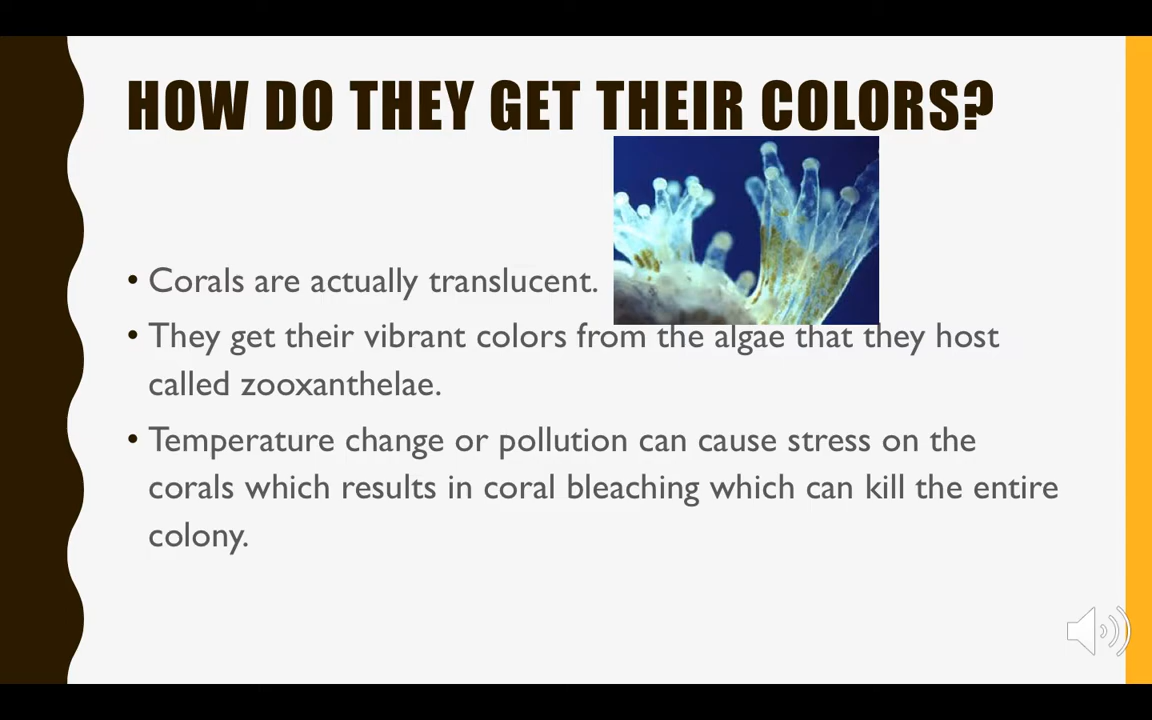 HOW DO THEY GET THEIR COLORS?
• Corals are actually translucent.
• They get their vibrant colors from the algae that they host
called zooxanthelae.
• Temperature change or pollution can cause stress on the
corals which results in coral bleaching which can kill the entire
colony.